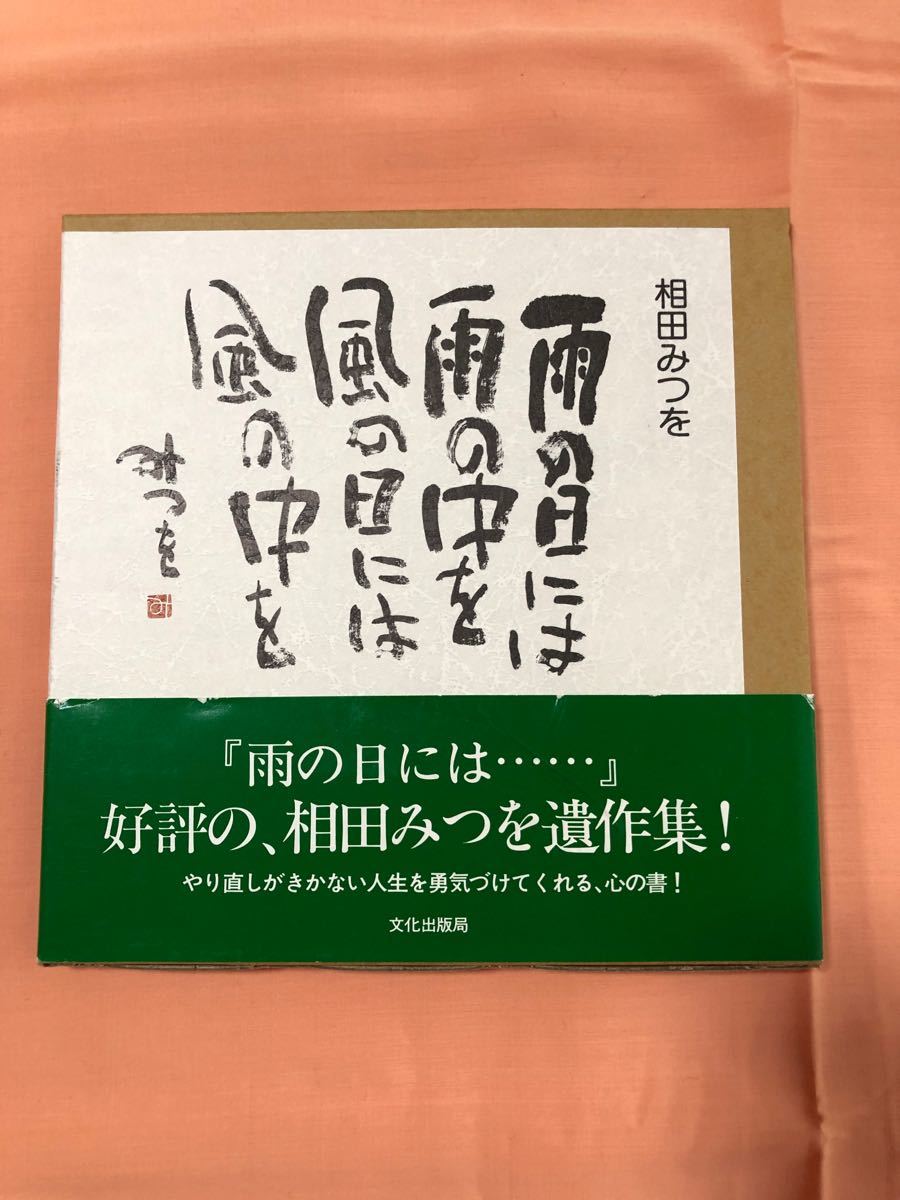 相田みつを
雨の日には
雨の中を
風の日には
風の中を
みつを
『雨の日には……』
好評の、相田みつを遺作集!
やり直しがきかない人生を勇気づけてくれる、心の書!
文化出版局